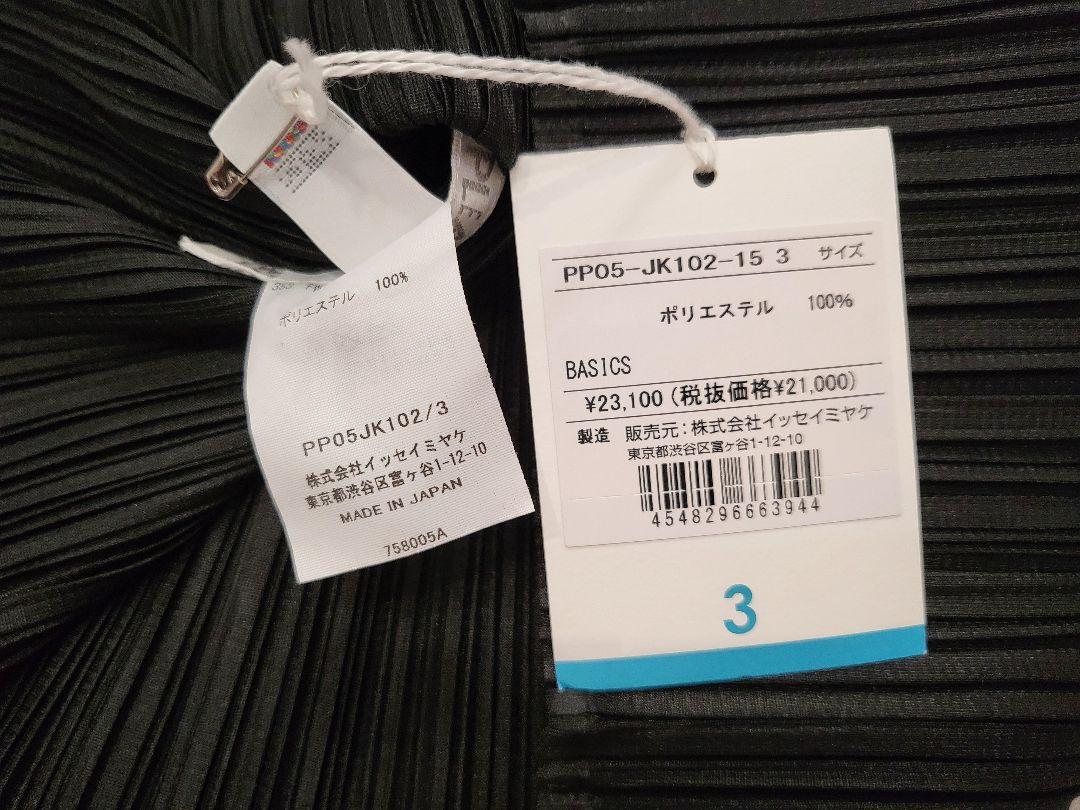 ポリエステル 100%
PP05JK102/3
株式会社イッセイミヤケ
東京都渋谷区富ヶ谷1-12-10
MADE IN JAPAN
758005A
PP05-JK102-15 3 サイズ
ポリエステル 100%
BASICS
¥23,100 (税抜価格¥21,000)
製造 販売元:株式会社イッセイミヤケ
東京都渋谷区富ヶ谷1-12-10
4548296663944
3